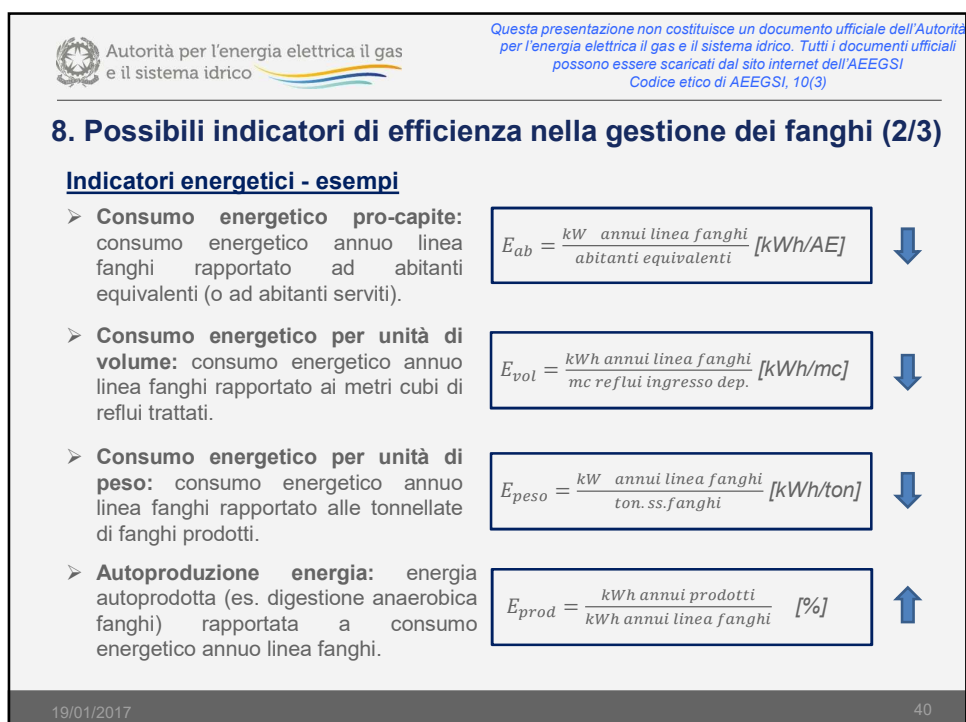 Autorità per l'energia elettrica il gas
e il sistema idrico
Questa presentazione non costituisce un documento ufficiale dell'Autorità
per l'energia elettrica il gas e il sistema idrico. Tutti i documenti ufficiali
possono essere scaricati dal sito internet dell'AEEGSI
Codice etico di AEEGSI, 10(3)
8. Possibili indicatori di efficienza nella gestione dei fanghi (2/3)
Indicatori energetici - esempi
➢ Consumo energetico pro-capite:
consumo energetico annuo linea
fanghi rapportato ad abitanti
equivalenti (o ad abitanti serviti).
E_ab = kW annui linea fanghi / abitanti equivalenti [kWh/AE]
➢ Consumo energetico per unità di
volume: consumo energetico annuo
linea fanghi rapportato ai metri cubi di
reflui trattati.
E_vol = kWh annui linea fanghi / mc reflui ingresso dep. [kWh/mc]
➢ Consumo energetico per unità di
peso: consumo energetico annuo
linea fanghi rapportato alle tonnellate
di fanghi prodotti.
E_peso = kW annui linea fanghi / ton. ss. fanghi [kWh/ton]
➢ Autoproduzione energia: energia
autoprodotta (es. digestione anaerobica
fanghi) rapportata a consumo
energetico annuo linea fanghi.
E_prod = kWh annui prodotti / kWh annui linea fanghi [%]
19/01/2017
40